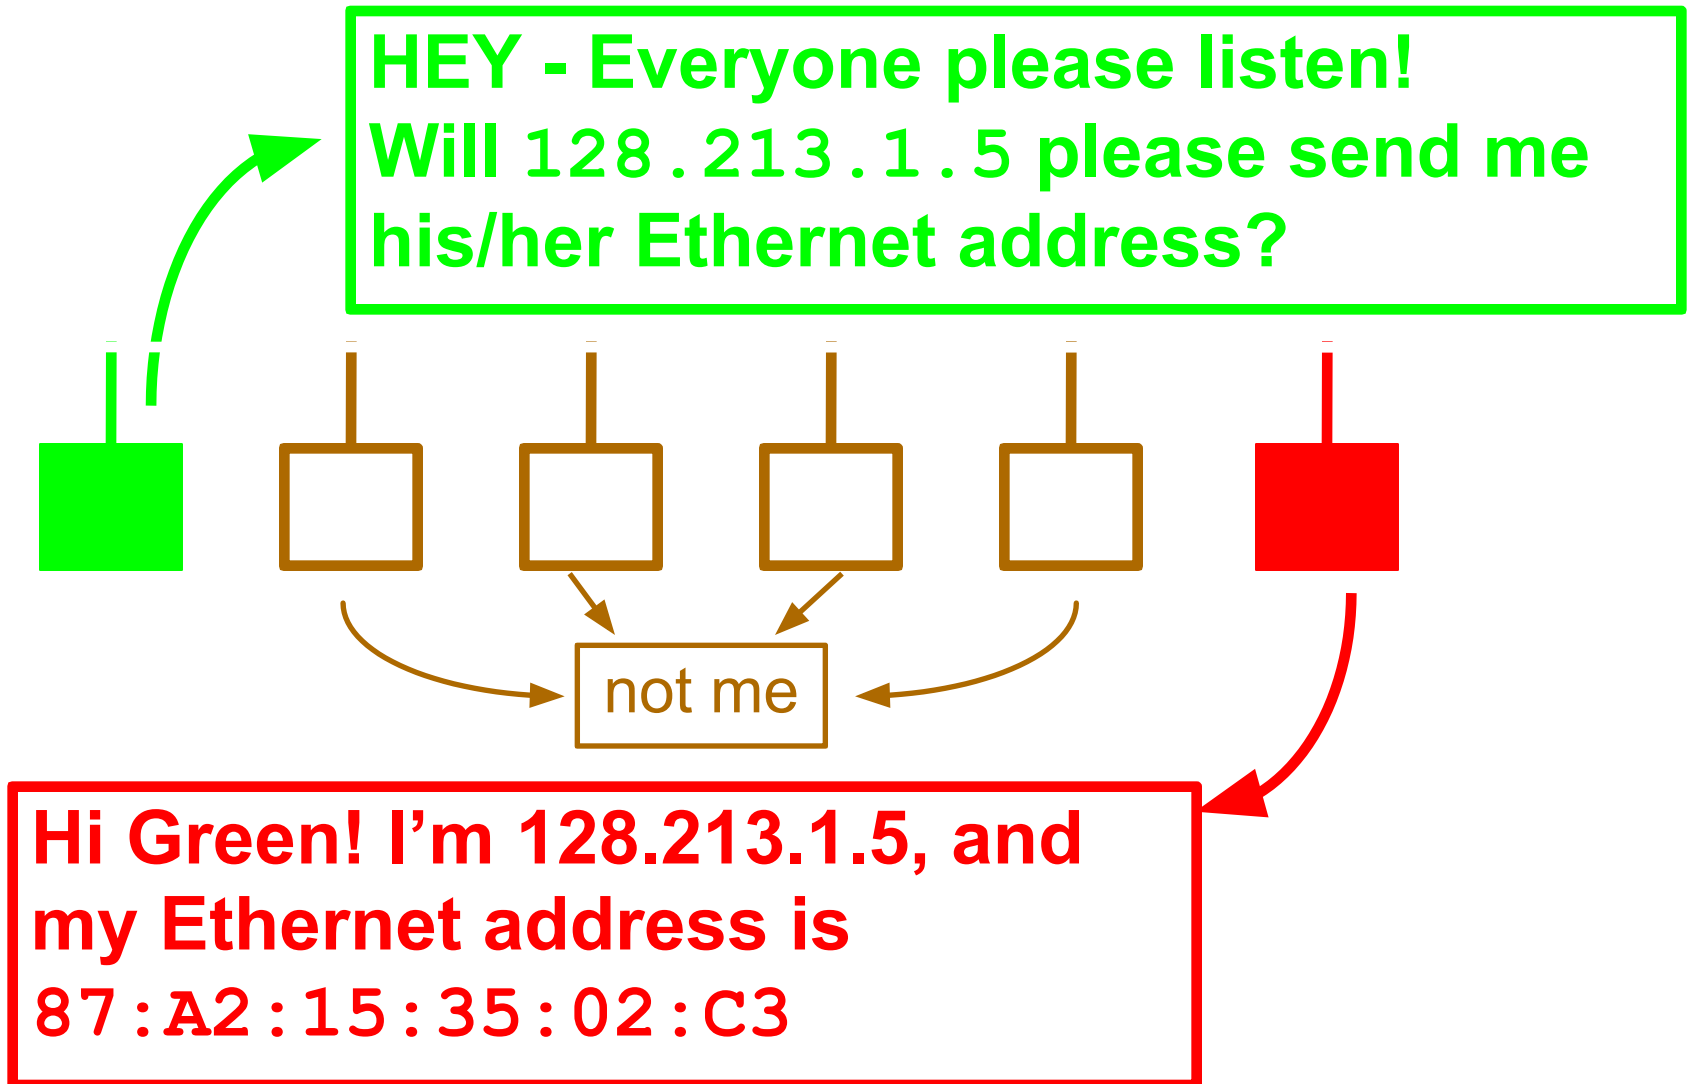 HEY - Everyone please listen!
Will 128.213.1.5 please send me
his/her Ethernet address?
not me
Hi Green! I’m 128.213.1.5, and
my Ethernet address is
87:A2:15:35:02:C3